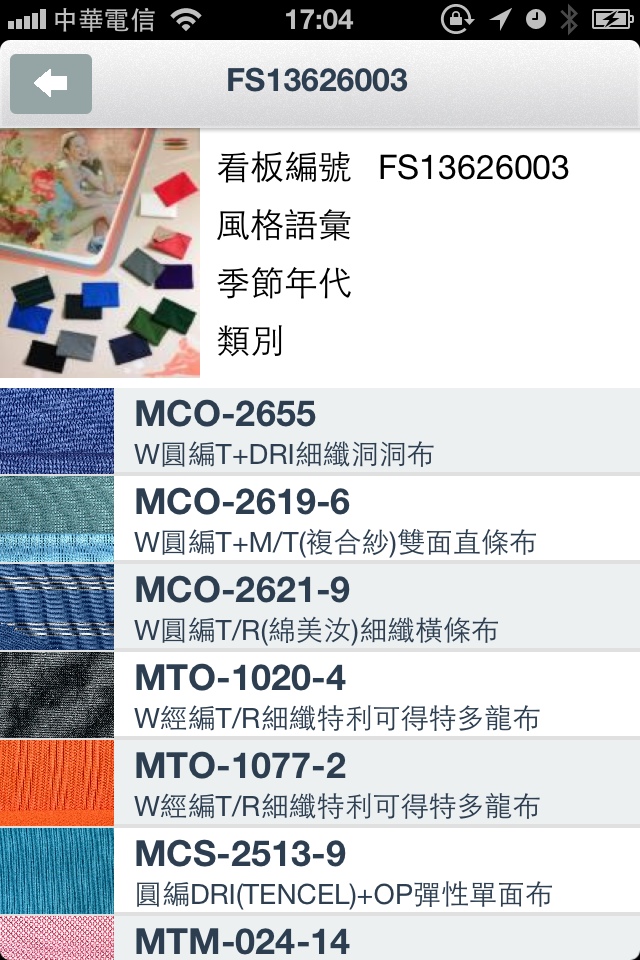 中華電信 17:04
FS13626003
看板編號 FS13626003
風格語彙
季節年代
類別
MCO-2655
W圓編T+DRI細纖洞洞布
MCO-2619-6
W圓編T+M/T(複合紗)雙面直條布
MCO-2621-9
W圓編T/R(綿美汝)細纖橫條布
MTO-1020-4
W經編T/R細纖特利可得特多龍布
MTO-1077-2
W經編T/R細纖特利可得特多龍布
MCS-2513-9
圓編DRI(TENCEL)+OP彈性單面布
MTM-024-14